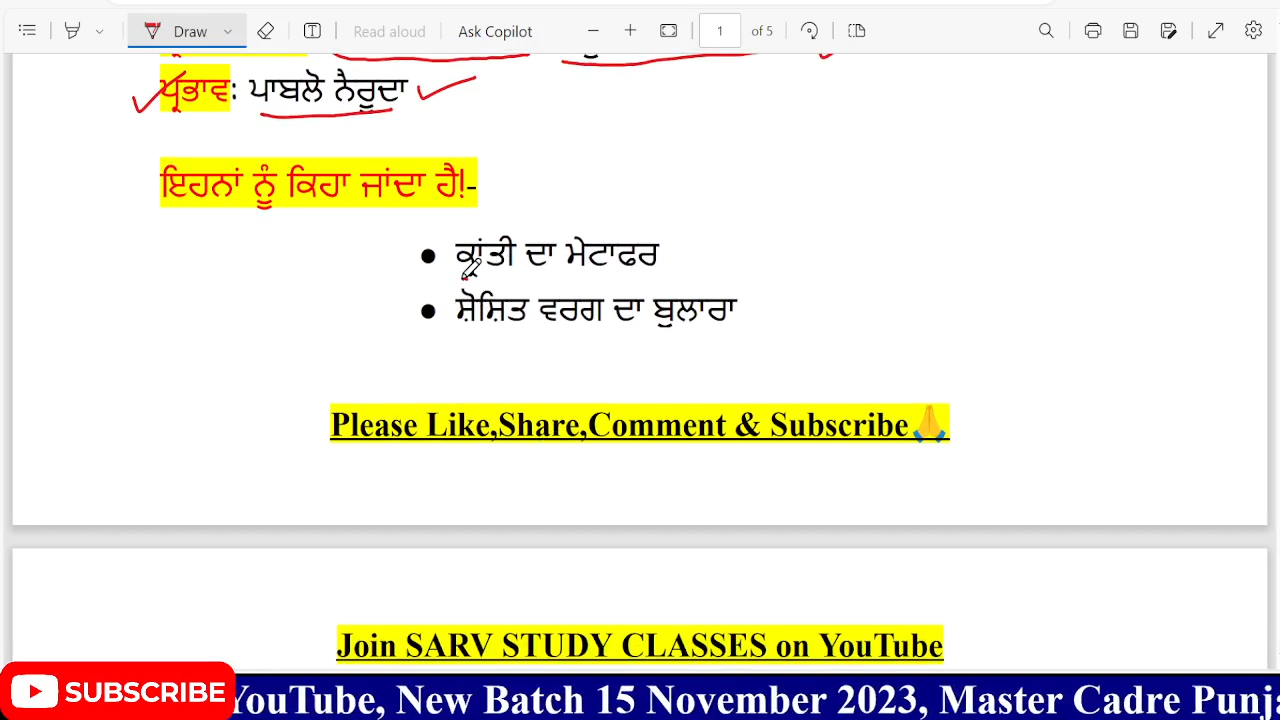 Draw
Read aloud
Ask Copilot
1
of 5
ਪ੍ਰਭਾਵ: ਪਾਬਲੋ ਨੈਰੂਦਾ
ਇਹਨਾਂ ਨੂੰ ਕਿਹਾ ਜਾਂਦਾ ਹੈ!-
● ਕ੍ਰਾਂਤੀ ਦਾ ਮੇਟਾਫਰ
● ਸ਼ੋਸ਼ਿਤ ਵਰਗ ਦਾ ਬੁਲਾਰਾ
Please Like,Share,Comment & Subscribe🙏
Join SARV STUDY CLASSES on YouTube
SUBSCRIBE
YouTube, New Batch 15 November 2023, Master Cadre Punja